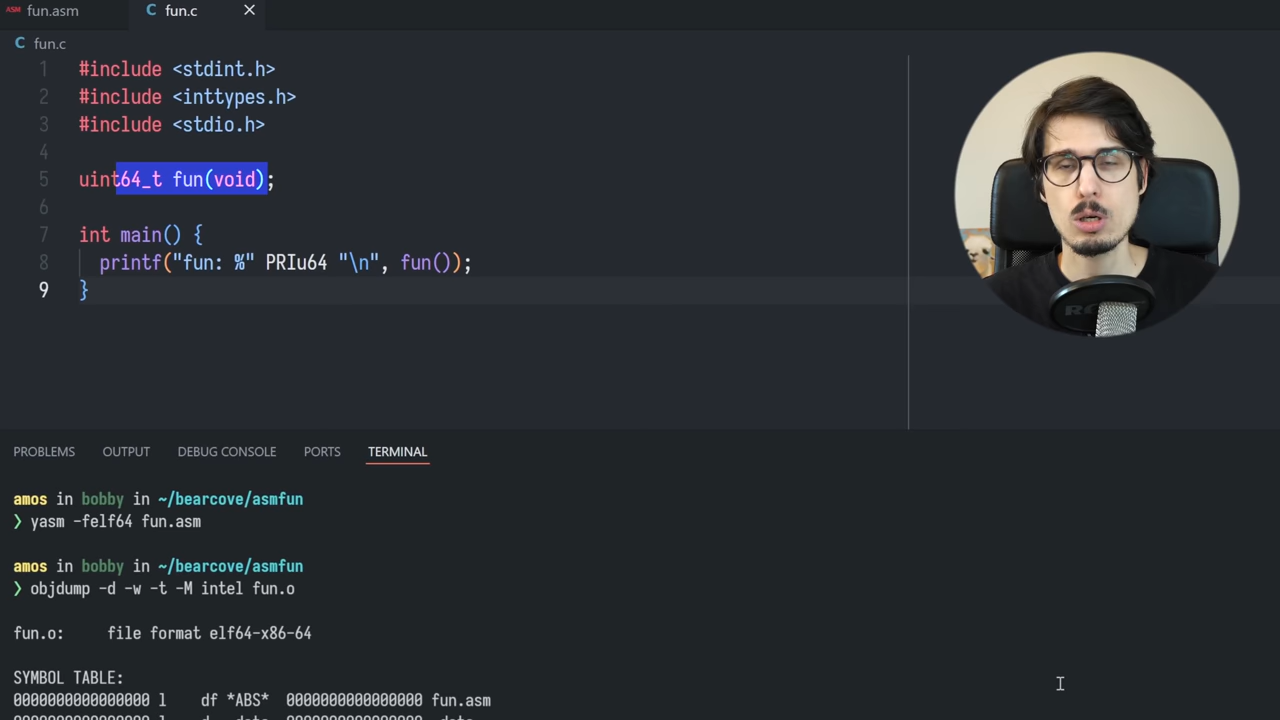 ASM fun.asm
C fun.c
C fun.c
1 #include <stdint.h>
2 #include <inttypes.h>
3 #include <stdio.h>
4
5 uint64_t fun(void);
6
7 int main() {
8 printf("fun: %" PRIu64 "\n", fun());
9 }
PROBLEMS OUTPUT DEBUG CONSOLE PORTS TERMINAL
amos in bobby in ~/bearcove/asmfun
❯ yasm -felf64 fun.asm
amos in bobby in ~/bearcove/asmfun
❯ objdump -d -w -t -M intel fun.o
fun.o: file format elf64-x86-64
SYMBOL TABLE:
0000000000000000 l df *ABS* 0000000000000000 fun.asm